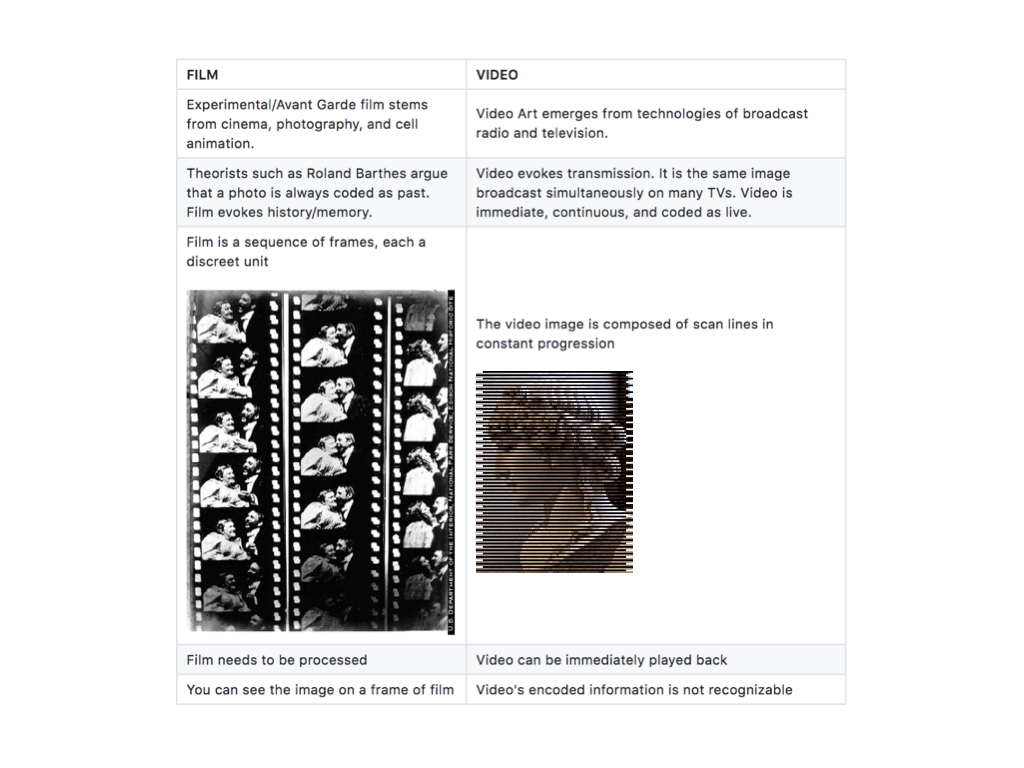 FILM
VIDEO
Experimental/Avant Garde film stems
from cinema, photography, and cell
animation.
Video Art emerges from technologies of broadcast
radio and television.
Theorists such as Roland Barthes argue
that a photo is always coded as past.
Film evokes history/memory.
Video evokes transmission. It is the same image
broadcast simultaneously on many TVs. Video is
immediate, continuous, and coded as live.
Film is a sequence of frames, each a
discreet unit
U.S. DEPARTMENT OF THE INTERIOR, NATIONAL PARK SERVICE, EDISON NATIONAL HISTORIC SITE
The video image is composed of scan lines in
constant progression
Film needs to be processed
Video can be immediately played back
You can see the image on a frame of film
Video's encoded information is not recognizable